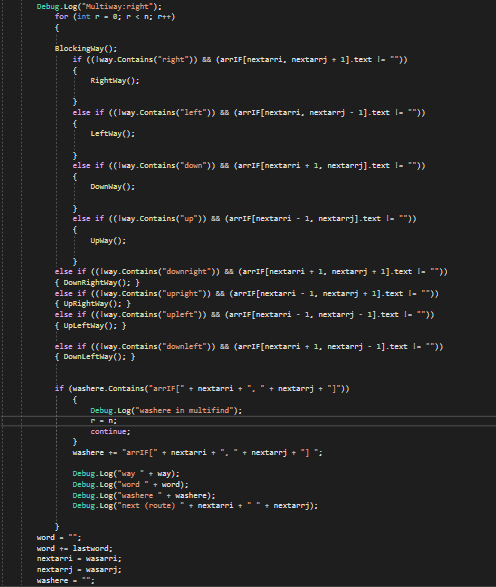 Debug.Log("Multiway:right");
for (int r = 0; r < n; r++)
{
BlockingWay();
if ((!way.Contains("right")) && (arrIF[nextarri, nextarrj + 1].text != ""))
{
RightWay();
}
else if ((!way.Contains("left")) && (arrIF[nextarri, nextarrj - 1].text != ""))
{
LeftWay();
}
else if ((!way.Contains("down")) && (arrIF[nextarri + 1, nextarrj].text != ""))
{
DownWay();
}
else if ((!way.Contains("up")) && (arrIF[nextarri - 1, nextarrj].text != ""))
{
UpWay();
}
else if ((!way.Contains("downright")) && (arrIF[nextarri + 1, nextarrj + 1].text != ""))
{ DownRightWay(); }
else if ((!way.Contains("upright")) && (arrIF[nextarri - 1, nextarrj + 1].text != ""))
{ UpRightWay(); }
else if ((!way.Contains("upleft")) && (arrIF[nextarri - 1, nextarrj - 1].text != ""))
{ UpLeftWay(); }
else if ((!way.Contains("downleft")) && (arrIF[nextarri + 1, nextarrj - 1].text != ""))
{ DownLeftWay(); }
if (washere.Contains("arrIF[" + nextarri + ", " + nextarrj + "]"))
{
Debug.Log("washere in multifind");
r = n;
continue;
}
washere += "arrIF[" + nextarri + ", " + nextarrj + "] ";
Debug.Log("way " + way);
Debug.Log("word " + word);
Debug.Log("washere " + washere);
Debug.Log("next (route) " + nextarri + " " + nextarrj);
}
word = "";
word += lastword;
nextarri = wasarri;
nextarrj = wasarrj;
washere = "";